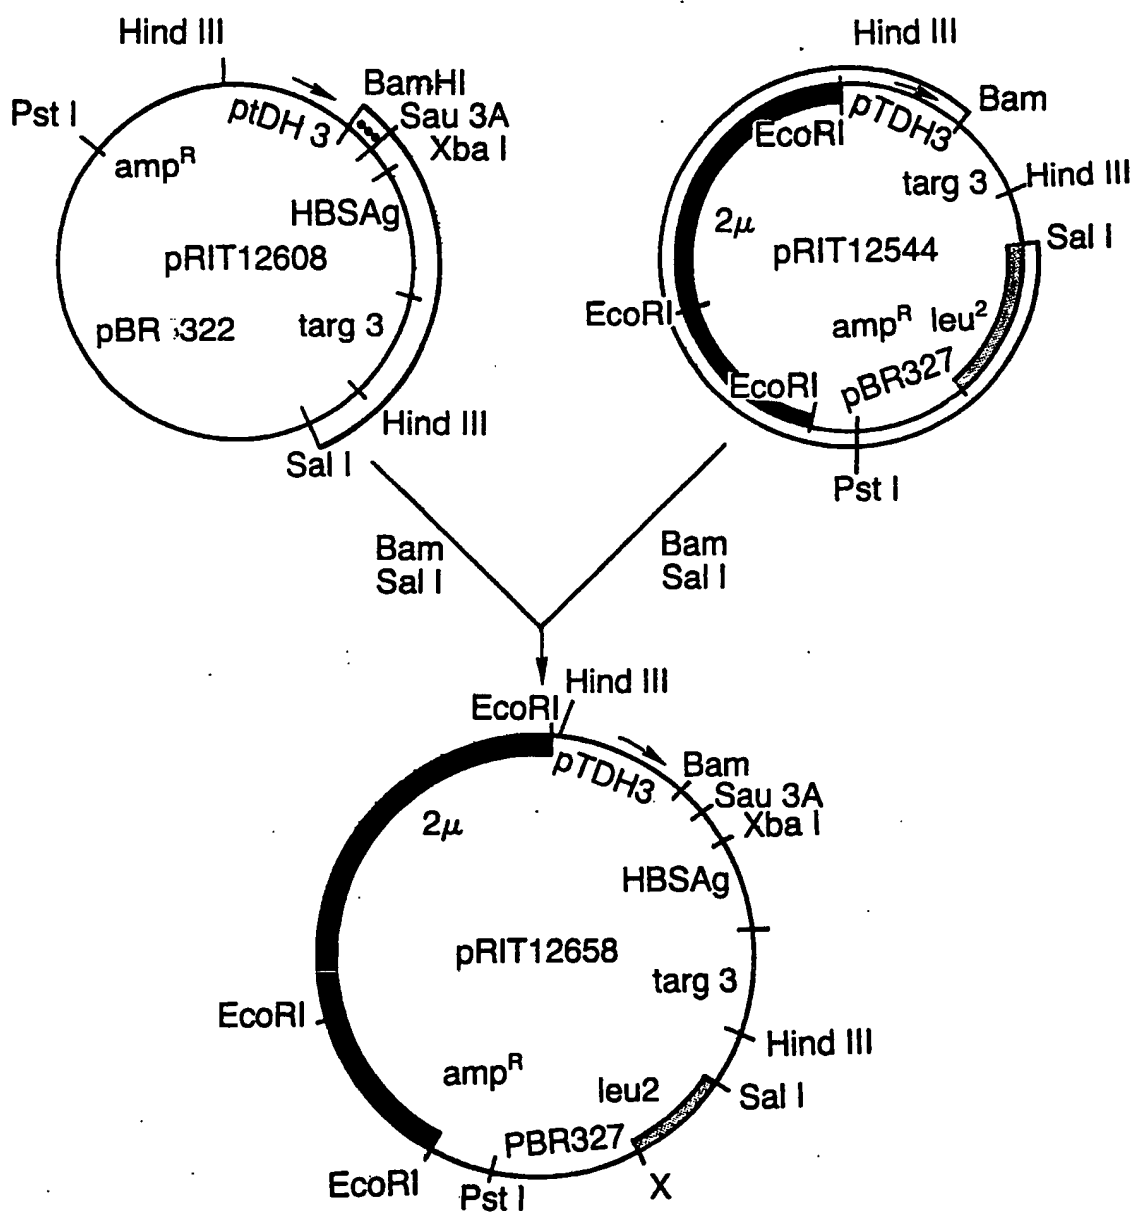 Hind III
Pst I
amp^R
ptDH 3
BamHI
Sau 3A
Xba I
HBSAg
pRIT12608
pBR 322
targ 3
Hind III
Sal I
Hind III
EcoRI
pTDH3
Bam
targ 3
Hind III
2μ
pRIT12544
Sal I
EcoRI
amp^R
leu^2
EcoRI
pBR327
Pst I
Bam
Sal I
Bam
Sal I
EcoRI
Hind III
pTDH3
Bam
Sau 3A
Xba I
2μ
HBSAg
pRIT12658
targ 3
EcoRI
Hind III
amp^R
leu2
Sal I
PBR327
EcoRI
Pst I
X